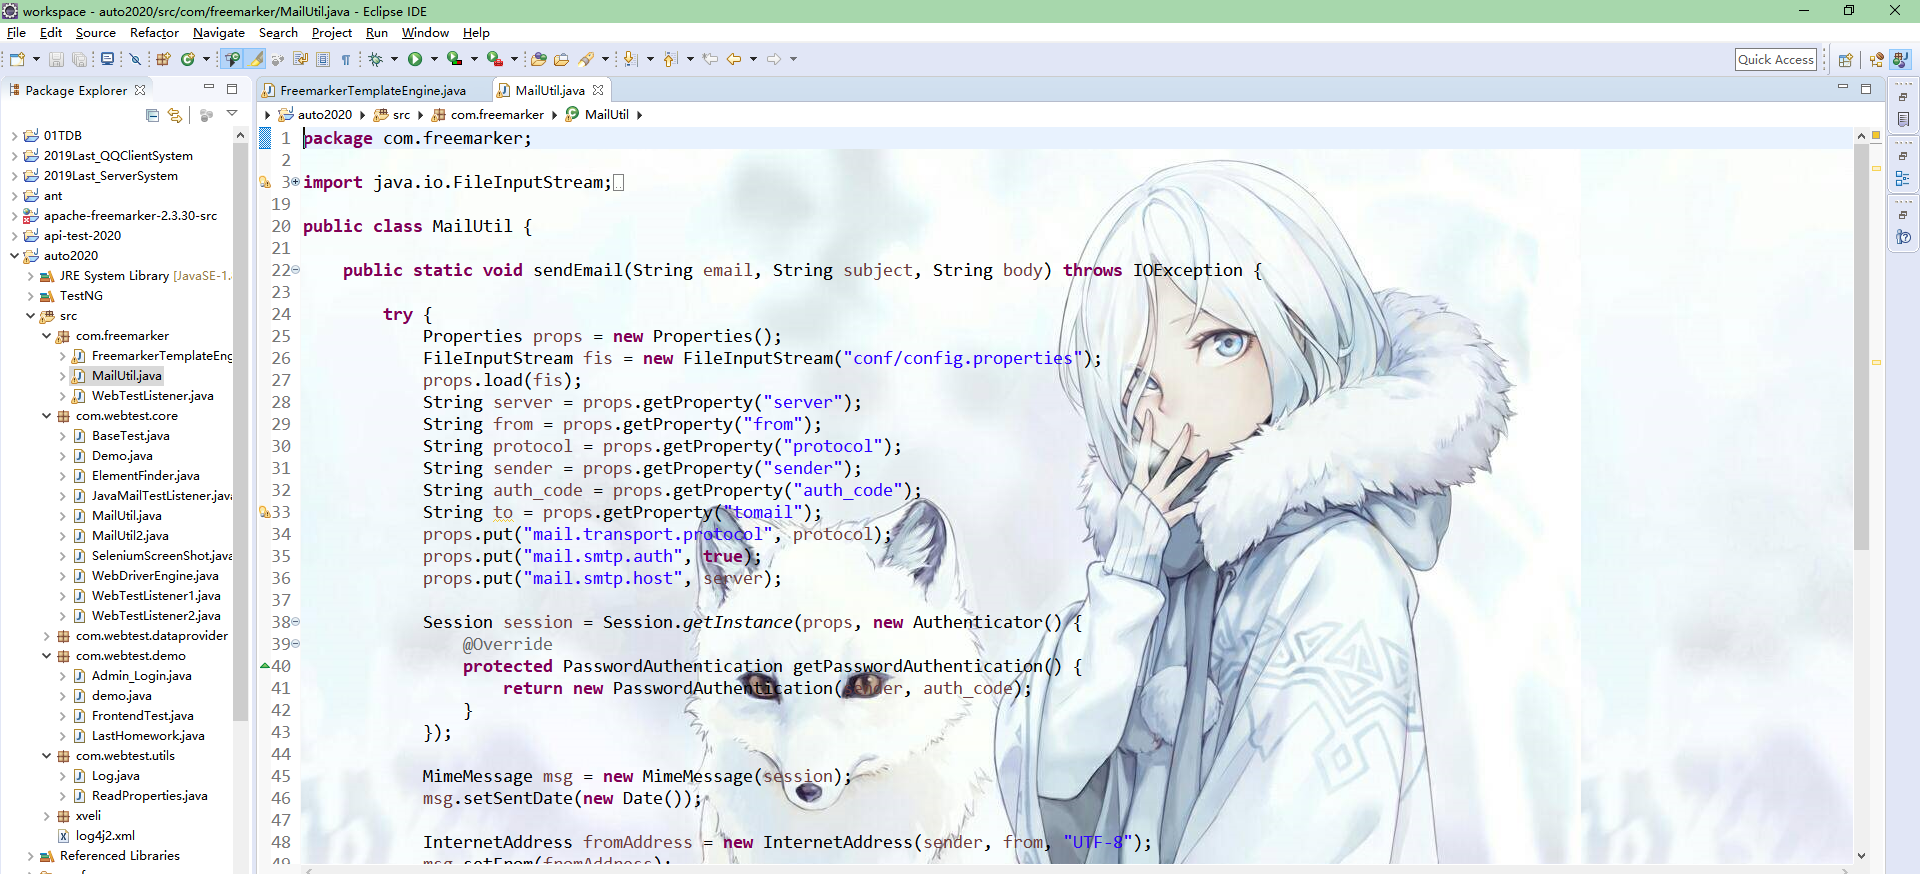 workspace - auto2020/src/com/freemarker/MailUtil.java - Eclipse IDE
File Edit Source Refactor Navigate Search Project Run Window Help
Quick Access
Package Explorer
01TDB
2019Last_QQClientSystem
2019Last_ServerSystem
ant
apache-freemarker-2.3.30-src
api-test-2020
auto2020
JRE System Library [JavaSE-1.
TestNG
src
com.freemarker
FreemarkerTemplateEng
MailUtil.java
WebTestListener.java
com.webtest.core
BaseTest.java
Demo.java
ElementFinder.java
JavaMailTestListener.java
MailUtil.java
MailUtil2.java
SeleniumScreenShot.java
WebDriverEngine.java
WebTestListener1.java
WebTestListener2.java
com.webtest.dataprovider
com.webtest.demo
Admin_Login.java
demo.java
FrontendTest.java
LastHomework.java
com.webtest.utils
Log.java
ReadProperties.java
xveli
log4j2.xml
Referenced Libraries
FreemarkerTemplateEngine.java MailUtil.java
auto2020 src com.freemarker MailUtil
1 package com.freemarker;
2
3 import java.io.FileInputStream;
19
20 public class MailUtil {
21
22 public static void sendEmail(String email, String subject, String body) throws IOException {
23
24 try {
25 Properties props = new Properties();
26 FileInputStream fis = new FileInputStream("conf/config.properties");
27 props.load(fis);
28 String server = props.getProperty("server");
29 String from = props.getProperty("from");
30 String protocol = props.getProperty("protocol");
31 String sender = props.getProperty("sender");
32 String auth_code = props.getProperty("auth_code");
33 String to = props.getProperty("tomail");
34 props.put("mail.transport.protocol", protocol);
35 props.put("mail.smtp.auth", true);
36 props.put("mail.smtp.host", server);
37
38 Session session = Session.getInstance(props, new Authenticator() {
39 @Override
40 protected PasswordAuthentication getPasswordAuthentication() {
41 return new PasswordAuthentication(sender, auth_code);
42 }
43 });
44
45 MimeMessage msg = new MimeMessage(session);
46 msg.setSentDate(new Date());
47
48 InternetAddress fromAddress = new InternetAddress(sender, from, "UTF-8");
49 msg.setFrom(fromAddress);